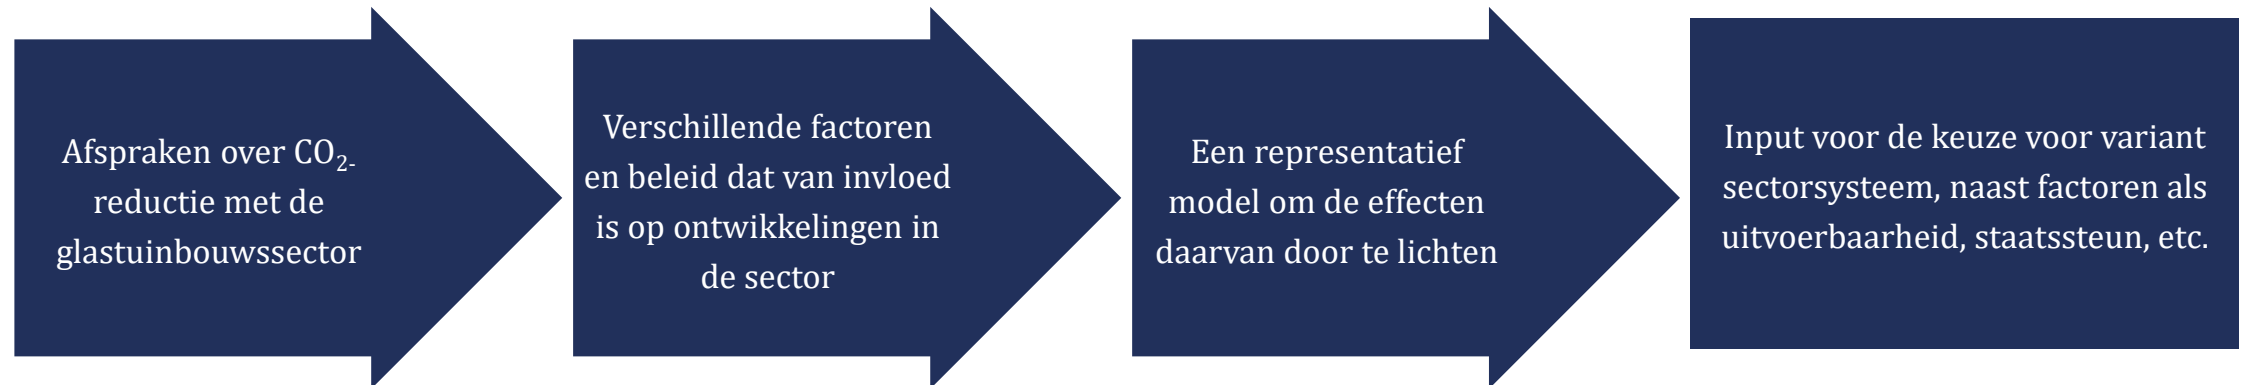 Afspraken over CO₂-
reductie met de
glastuinbouwssector
Verschillende factoren
en beleid dat van invloed
is op ontwikkelingen in
de sector
Een representatief
model om de effecten
daarvan door te lichten
Input voor de keuze voor variant
sectorsysteem, naast factoren als
uitvoerbaarheid, staatssteun, etc.